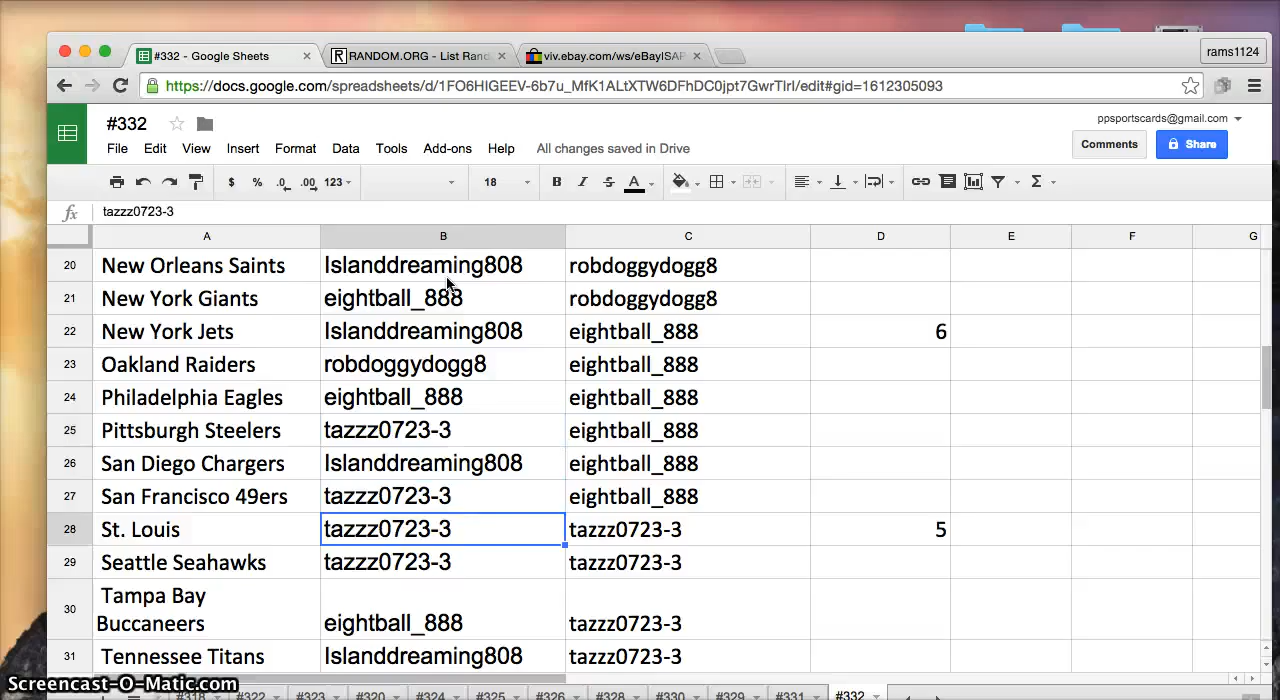 rams1124
#332 - Google Sheets × RANDOM.ORG - List Rand × viv.ebay.com/ws/eBayISAP ×
https://docs.google.com/spreadsheets/d/1FO6HIGEEV-6b7u_MfK1ALtXTW6DFhDC0jpt7GwrTlrI/edit#gid=1612305093
#332 ppsportscards@gmail.com
File Edit View Insert Format Data Tools Add-ons Help All changes saved in Drive Comments Share
$ % .0 .00 123 18 B I S A Σ
fx tazzz0723-3
A B C D E F G
20 New Orleans Saints Islanddreaming808 robdoggydogg8
21 New York Giants eightball_888 robdoggydogg8
22 New York Jets Islanddreaming808 eightball_888 6
23 Oakland Raiders robdoggydogg8 eightball_888
24 Philadelphia Eagles eightball_888 eightball_888
25 Pittsburgh Steelers tazzz0723-3 eightball_888
26 San Diego Chargers Islanddreaming808 eightball_888
27 San Francisco 49ers tazzz0723-3 eightball_888
28 St. Louis tazzz0723-3 tazzz0723-3 5
29 Seattle Seahawks tazzz0723-3 tazzz0723-3
Tampa Bay
30 Buccaneers eightball_888 tazzz0723-3
31 Tennessee Titans Islanddreaming808 tazzz0723-3
#318 #322 #323 #320 #324 #325 #326 #328 #330 #329 #331 #332
Screencast-O-Matic.com